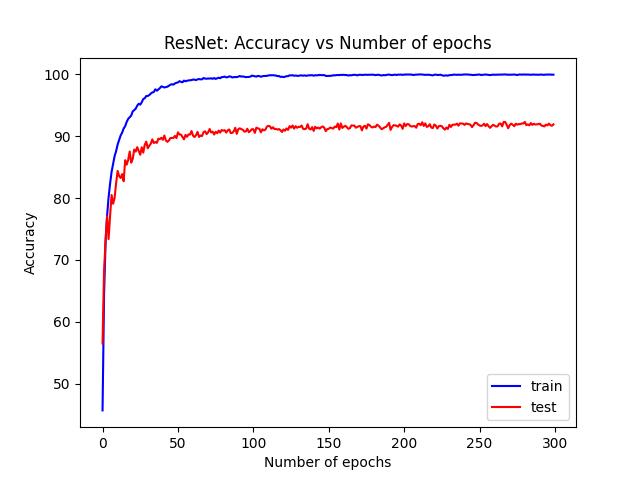 ResNet: Accuracy vs Number of epochs
100
90
80
70
60
50
Accuracy
0 50 100 150 200 250 300
Number of epochs
train
test